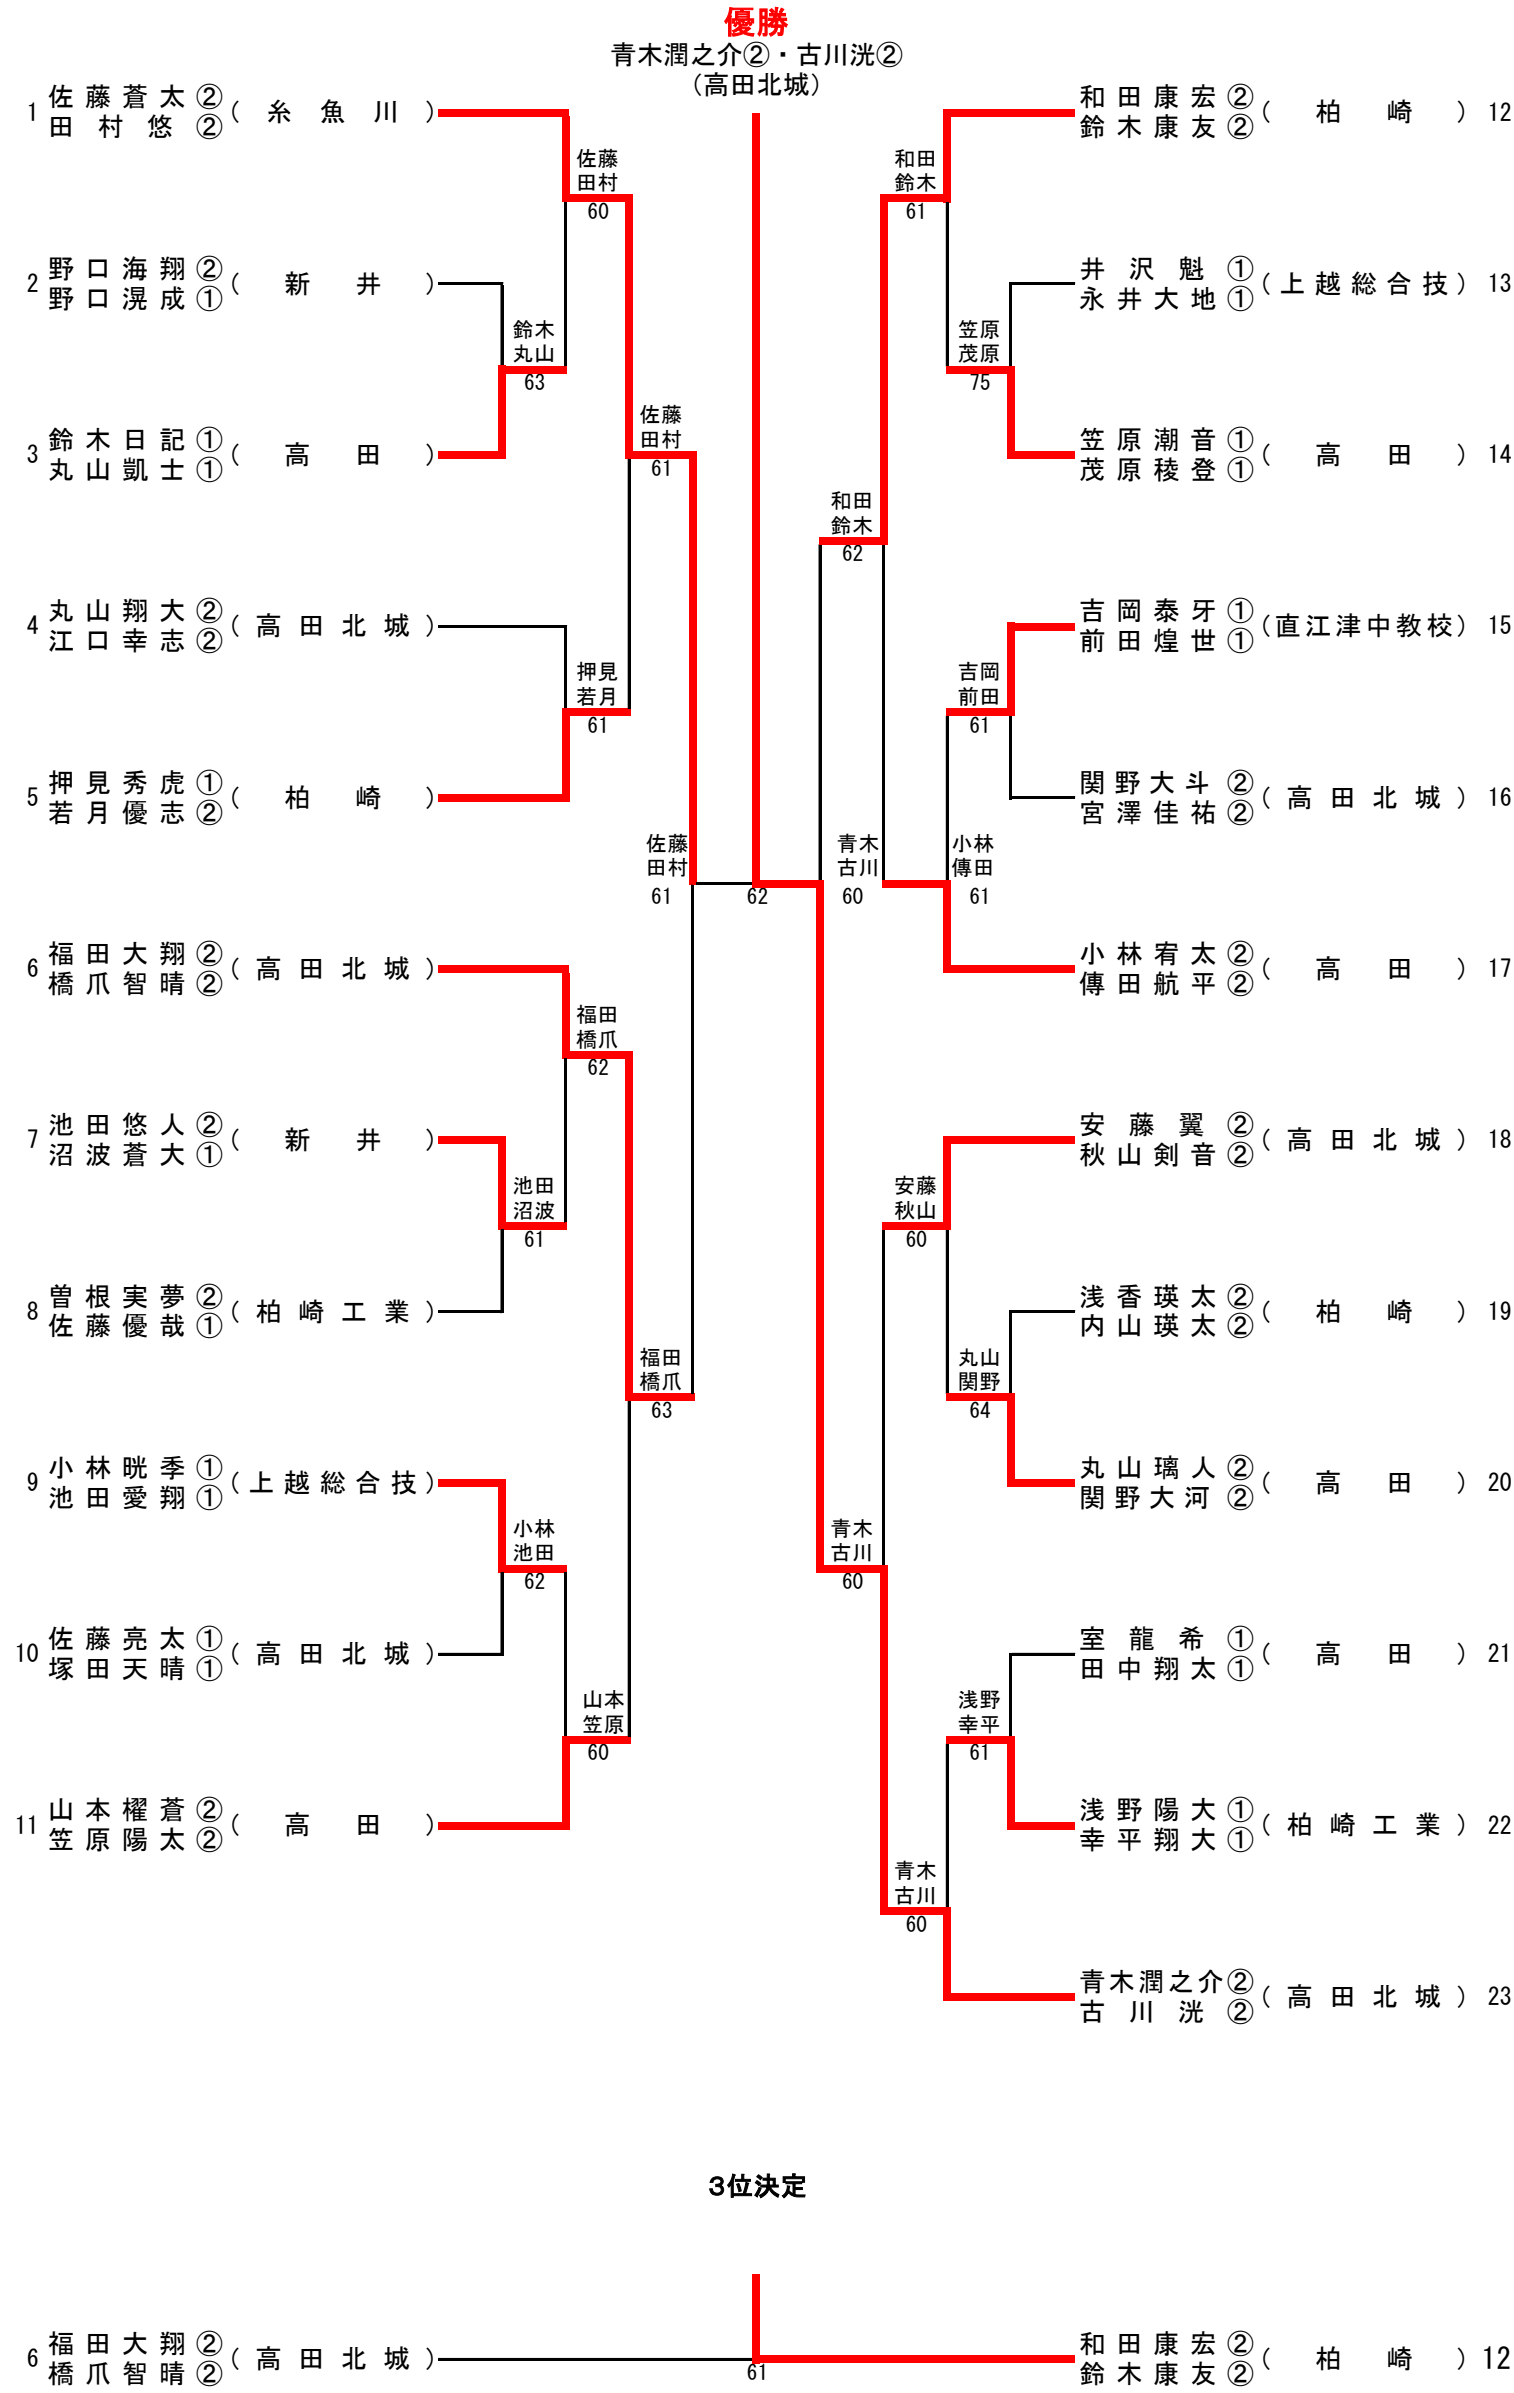 優勝
青木潤之介②・古川洸②
(高田北城)
1 佐藤蒼太② (糸魚川)
田村悠②
2 野口海翔② (新井)
野口滉成①
3 鈴木日記① (高田)
丸山凱士①
4 丸山翔大② (高田北城)
江口幸志②
5 押見秀虎① (柏崎)
若月優志②
6 福田大翔② (高田北城)
橋爪智晴②
7 池田悠人② (新井)
沼波蒼大①
8 曽根実夢② (柏崎工業)
佐藤優哉①
9 小林晄季① (上越総合技)
池田愛翔①
10 佐藤亮太① (高田北城)
塚田天晴①
11 山本櫂蒼② (高田)
笠原陽太②
鈴木
丸山
63
池田
沼波
61
小林
池田
62
佐藤
田村
60
押見
若月
61
福田
橋爪
62
山本
笠原
60
佐藤
田村
61
福田
橋爪
63
佐藤
田村
61
62
青木
古川
60
和田
鈴木
62
青木
古川
60
和田
鈴木
61
小林
傳田
61
安藤
秋山
60
青木
古川
60
笠原
茂原
75
吉岡
前田
61
丸山
関野
64
浅野
幸平
61
和田康宏② (柏崎) 12
鈴木康友②
井沢魁① (上越総合技) 13
永井大地①
笠原潮音① (高田) 14
茂原稜登①
吉岡泰牙① (直江津中教校) 15
前田煌世①
関野大斗② (高田北城) 16
宮澤佳祐②
小林宥太② (高田) 17
傳田航平②
安藤翼② (高田北城) 18
秋山剣音②
浅香瑛太② (柏崎) 19
内山瑛太②
丸山璃人② (高田) 20
関野大河②
室龍希① (高田) 21
田中翔太①
浅野陽大① (柏崎工業) 22
幸平翔大①
青木潤之介② (高田北城) 23
古川洸②
3位決定
6 福田大翔② (高田北城)
橋爪智晴②
61
和田康宏② (柏崎) 12
鈴木康友②